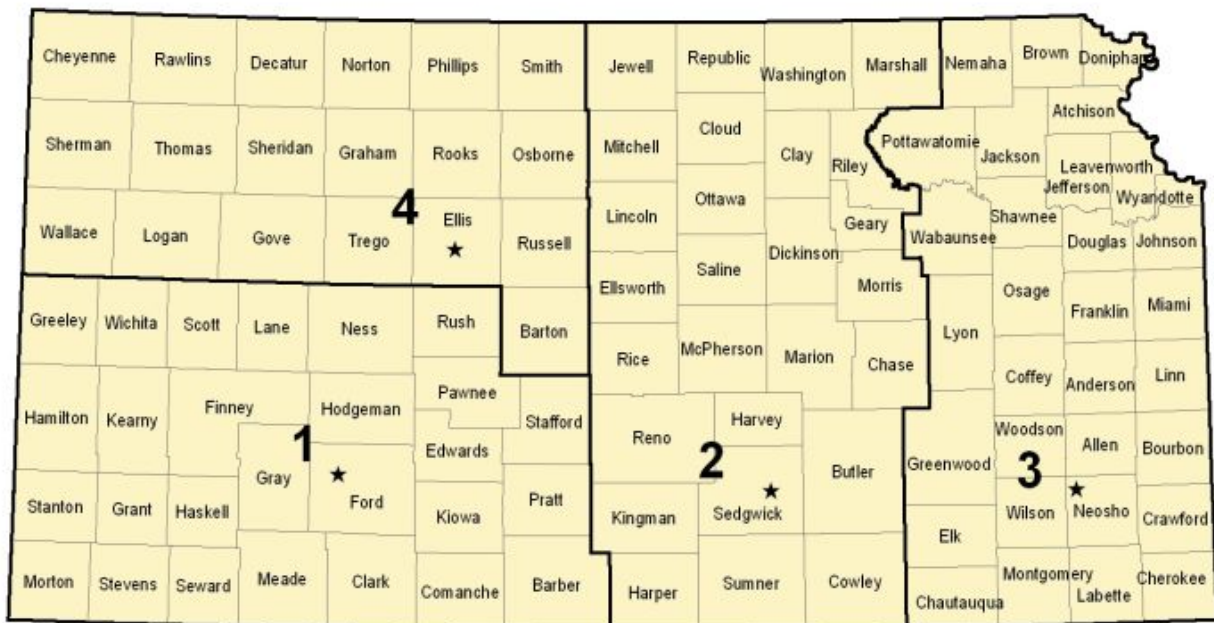 Cheyenne Rawlins Decatur Norton Phillips Smith Jewell Republic Washington Marshall Nemaha Brown Doniphan
Atchison
Sherman Thomas Sheridan Graham Rooks Osborne Mitchell Cloud Clay Riley Pottawatomie Jackson Leavenworth
Jefferson Wyandotte
4
Wallace Logan Gove Trego Ellis Russell Lincoln Ottawa Geary Wabaunsee Shawnee Douglas Johnson
Dickinson
Ellsworth Saline Morris Osage Franklin Miami
Greeley Wichita Scott Lane Ness Rush Barton Rice McPherson Marion Chase Lyon Coffey Anderson Linn
Hamilton Kearny Finney Hodgeman Pawnee Stafford Reno Harvey Butler Greenwood Woodson Allen Bourbon
1 2 3
Gray Edwards
Stanton Grant Haskell Ford Kiowa Pratt Kingman Sedgwick Elk Wilson Neosho Crawford
Morton Stevens Seward Meade Clark Comanche Barber Harper Sumner Cowley Chautauqua Montgomery Labette Cherokee